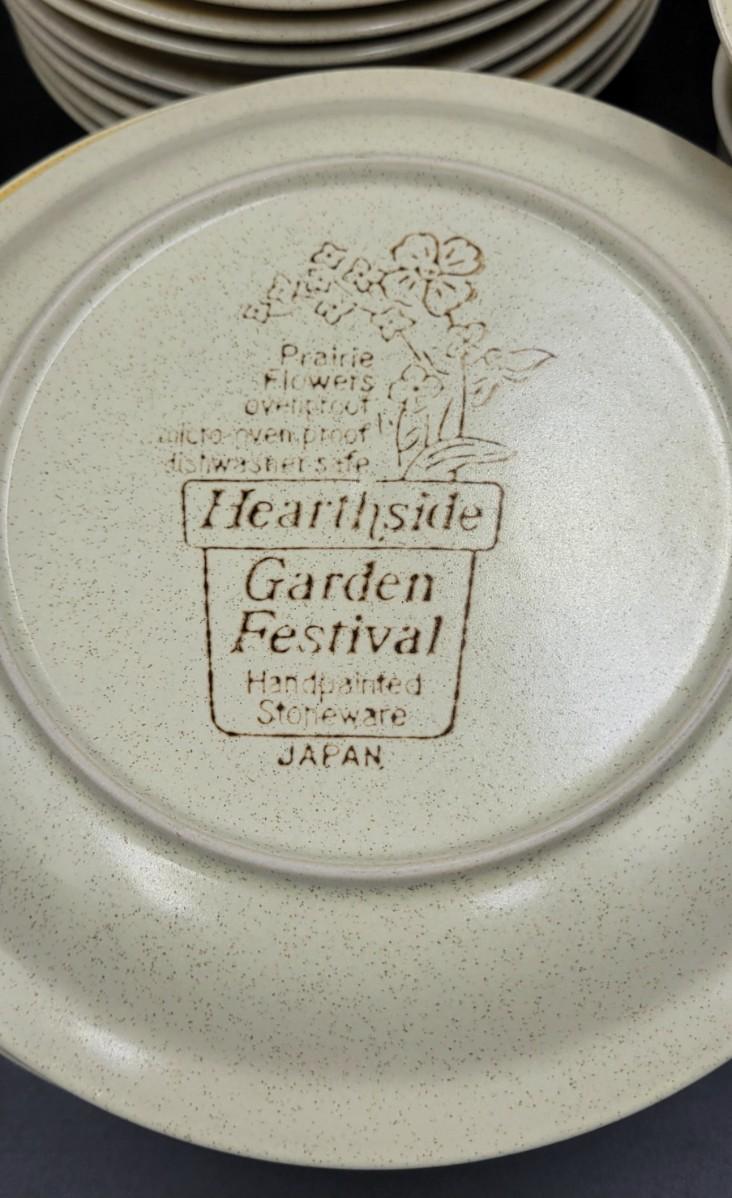 Prairie
Flowers
ovenproof
micro-oven proof
dishwasher safe
Hearthside
Garden
Festival
Handpainted
Stoneware
JAPAN